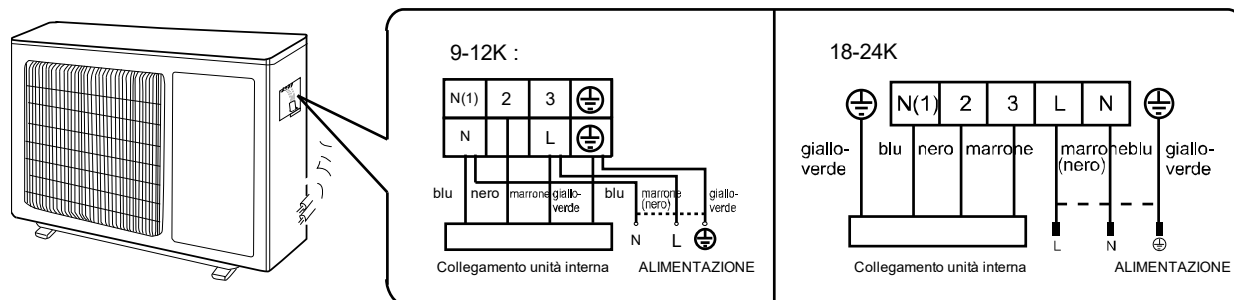 9-12K :
N(1) 2 3
N L
blu nero marrone giallo-verde blu marrone (nero) giallo-verde
N L
Collegamento unità interna ALIMENTAZIONE
18-24K
N(1) 2 3 L N
giallo-verde blu nero marrone marrone (nero) blu giallo-verde
L N
Collegamento unità interna ALIMENTAZIONE